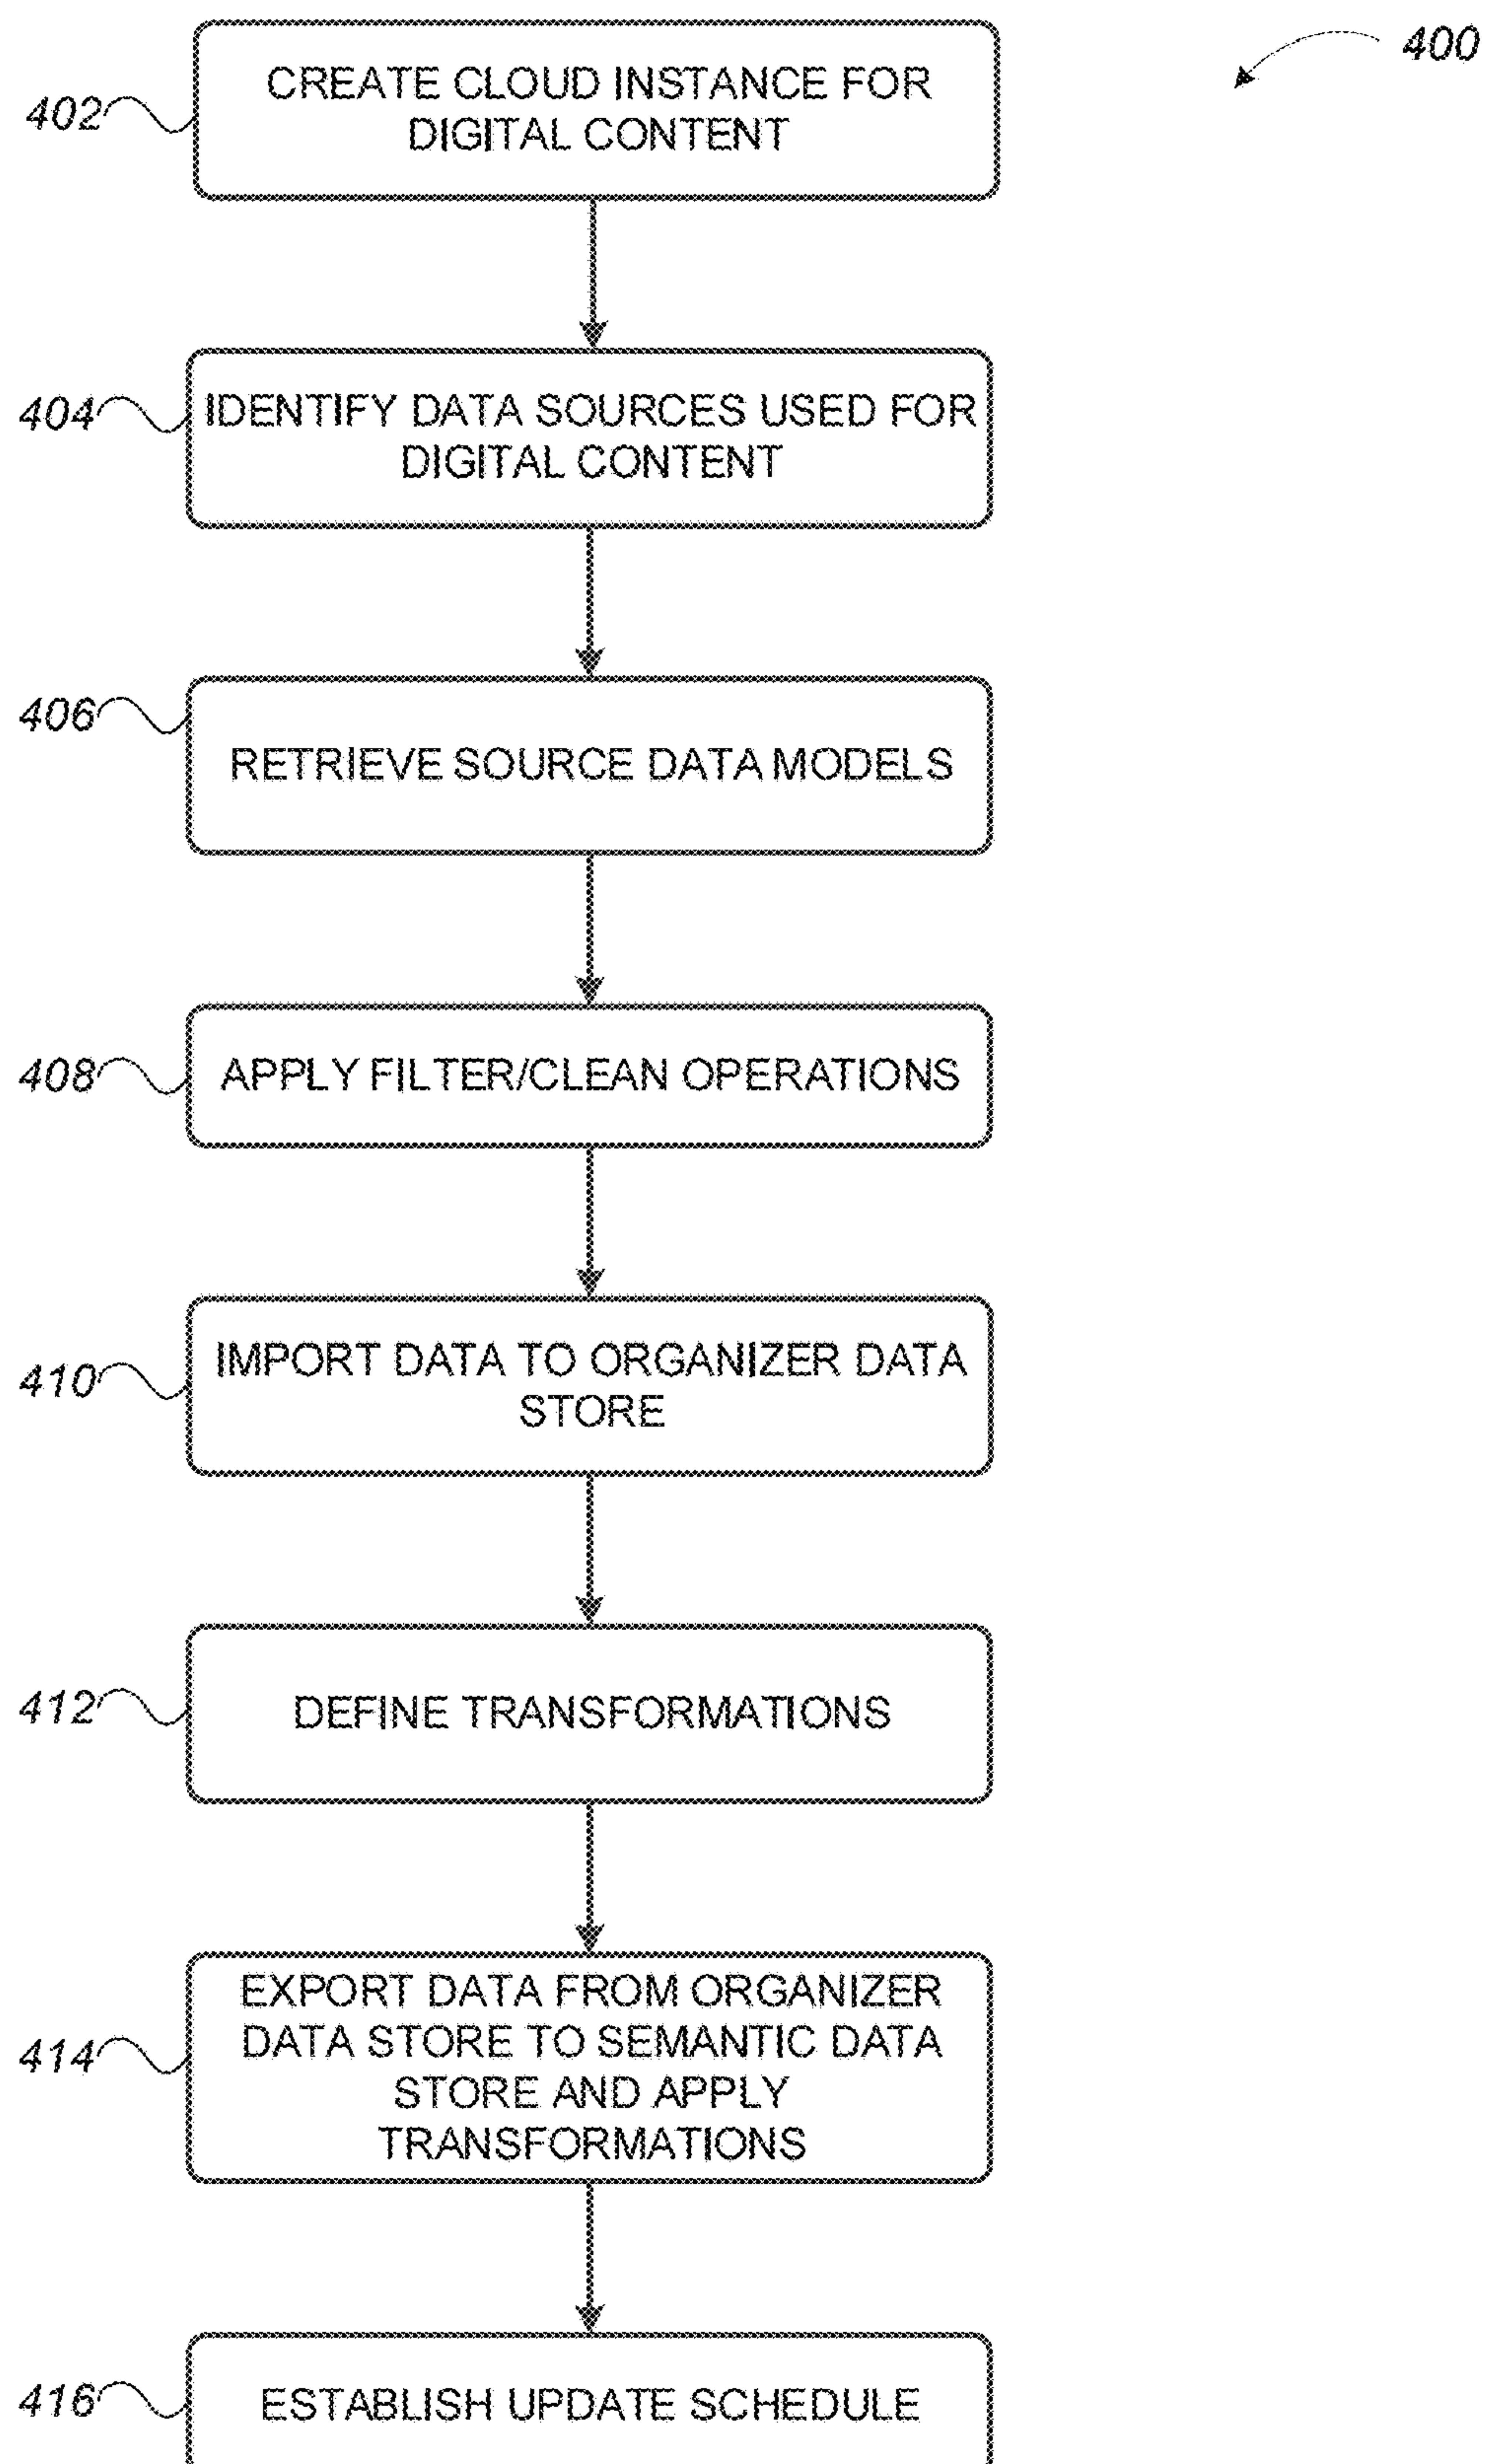 400
402
CREATE CLOUD INSTANCE FOR
DIGITAL CONTENT
404
IDENTIFY DATA SOURCES USED FOR
DIGITAL CONTENT
406
RETRIEVE SOURCE DATA MODELS
408
APPLY FILTER/CLEAN OPERATIONS
410
IMPORT DATA TO ORGANIZER DATA
STORE
412
DEFINE TRANSFORMATIONS
414
EXPORT DATA FROM ORGANIZER
DATA STORE TO SEMANTIC DATA
STORE AND APPLY
TRANSFORMATIONS
416
ESTABLISH UPDATE SCHEDULE